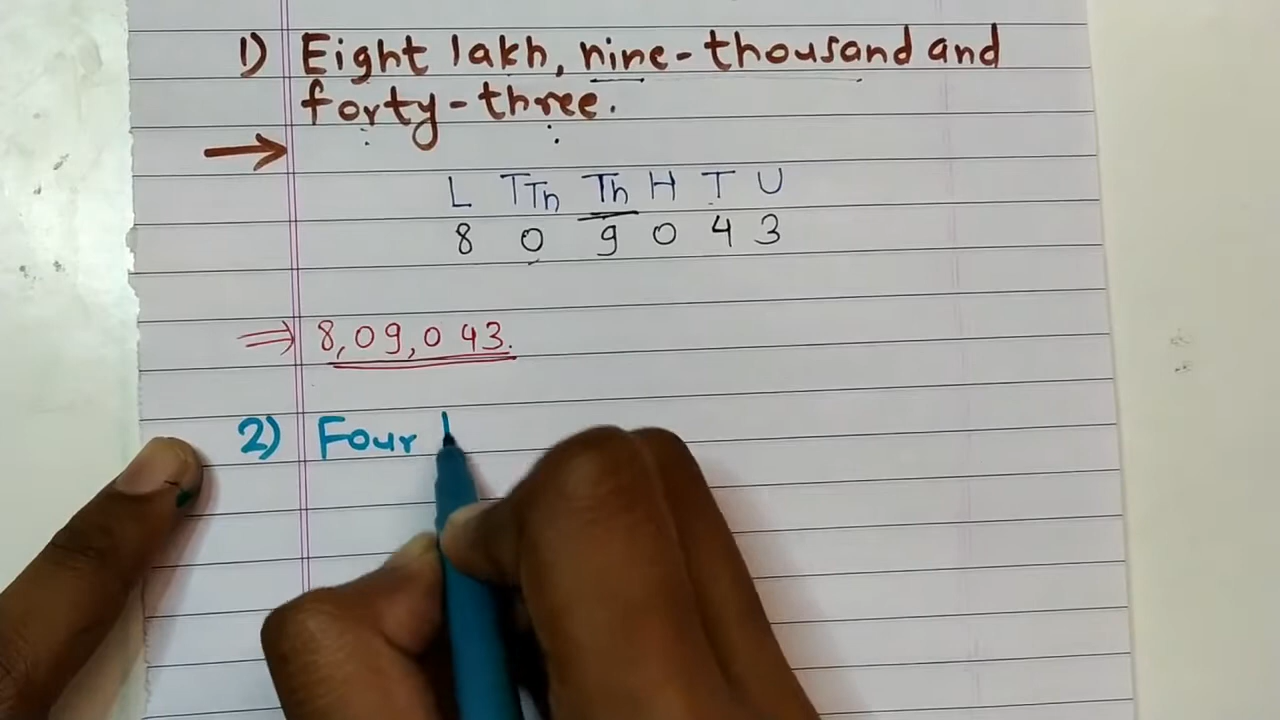 1) Eight lakh, nine-thousand and
forty-three.
L TTh Th H T U
8 0 9 0 4 3
⇒ 8,09,043.
2) Four l